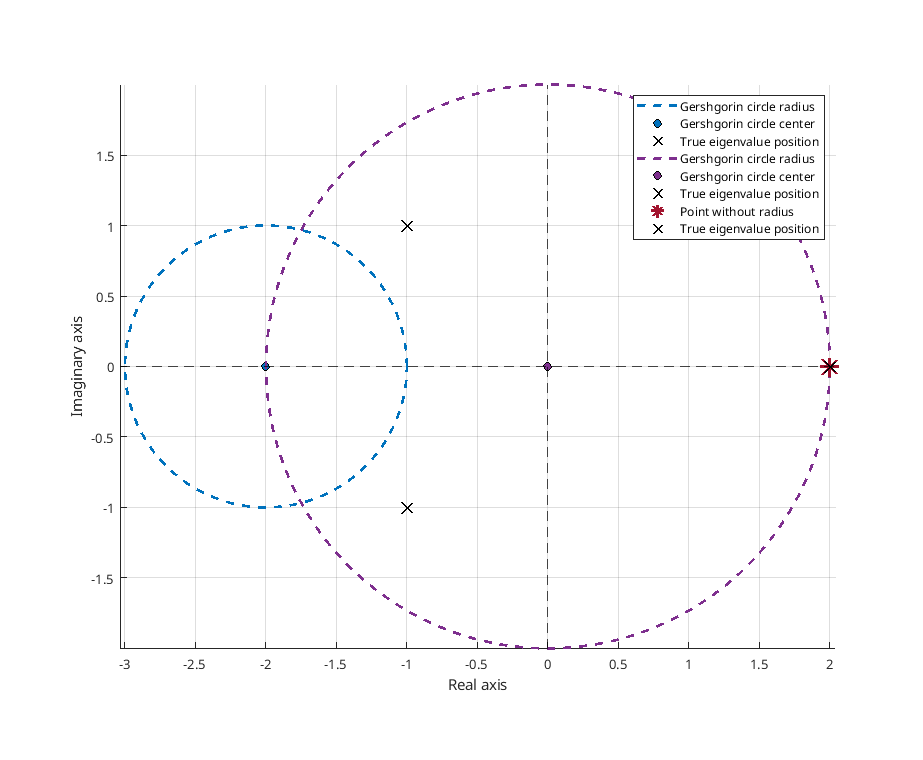 Gershgorin circle radius
Gershgorin circle center
True eigenvalue position
Gershgorin circle radius
Gershgorin circle center
True eigenvalue position
Point without radius
True eigenvalue position
1.5
1
0.5
0
-0.5
-1
-1.5
Imaginary axis
-3 -2.5 -2 -1.5 -1 -0.5 0 0.5 1 1.5 2
Real axis